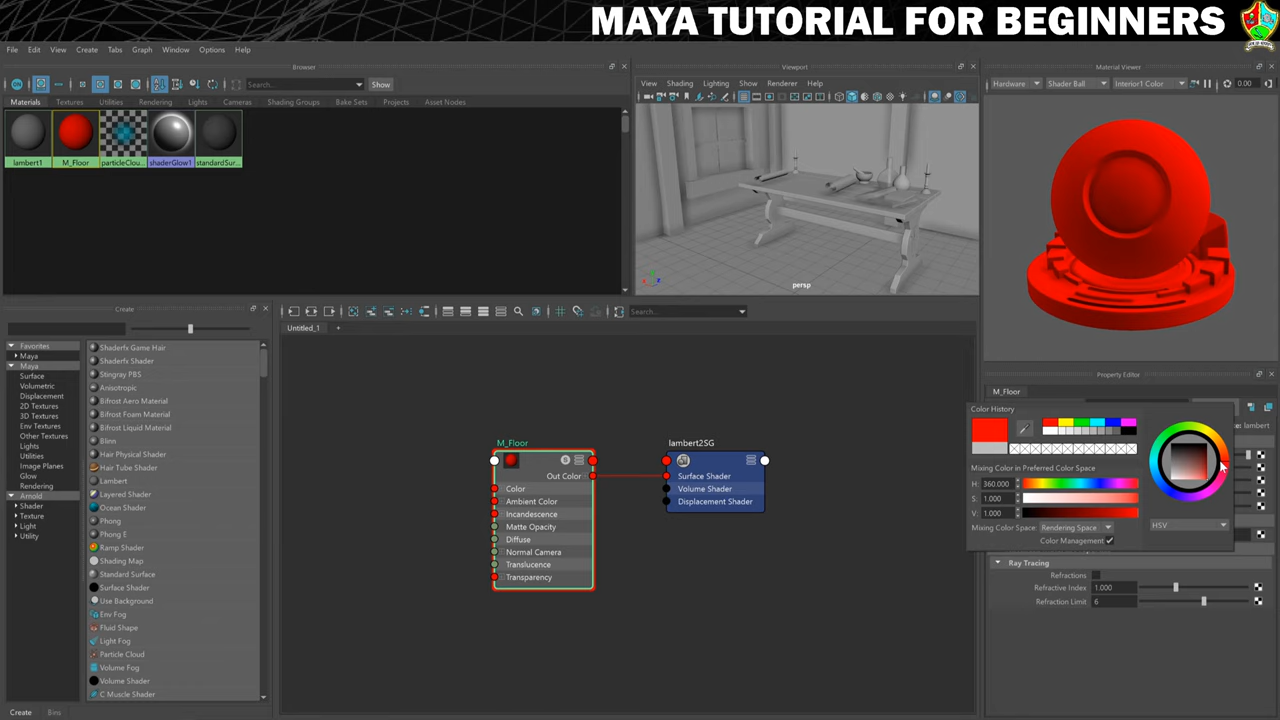 MAYA TUTORIAL FOR BEGINNERS
File Edit View Create Tabs Graph Window Options Help
Browser
Viewport
Material Viewer
Search... Show
View Shading Lighting Show Renderer Panels
Hardware Shader Ball Interior1 Color 0.00
Materials Textures Utilities Rendering Lights Cameras Shading Groups Bake Sets Projects Asset Nodes
lambert1 M_Floor particleClou... shaderGlow1 standardSur...
persp
Create
Search...
Untitled_1 +
Property Editor
M_Floor
Favorites
Maya
Maya
Surface
Volumetric
Displacement
2D Textures
3D Textures
Env Textures
Other Textures
Lights
Utilities
Image Planes
Glow
Rendering
Arnold
Shader
Texture
Light
Utility
Shaderfx Game Hair
Shaderfx Shader
Stingray PBS
Anisotropic
Bifrost Aero Material
Bifrost Foam Material
Bifrost Liquid Material
Blinn
Hair Physical Shader
Hair Tube Shader
Lambert
Layered Shader
Ocean Shader
Phong
Phong E
Ramp Shader
Shading Map
Standard Surface
Surface Shader
Use Background
Env Fog
Fluid Shape
Light Fog
Particle Cloud
Volume Fog
Volume Shader
C Muscle Shader
M_Floor
Out Color
Color
Ambient Color
Incandescence
Matte Opacity
Diffuse
Normal Camera
Translucence
Transparency
lambert2SG
Surface Shader
Volume Shader
Displacement Shader
Color History
lambert
Mixing Color in Preferred Color Space
H: 360.000
S: 1.000
V: 1.000
HSV
Mixing Color Space: Rendering Space
Color Management
Ray Tracing
Refractions
Refractive Index 1.000
Refraction Limit 6
Create Bins